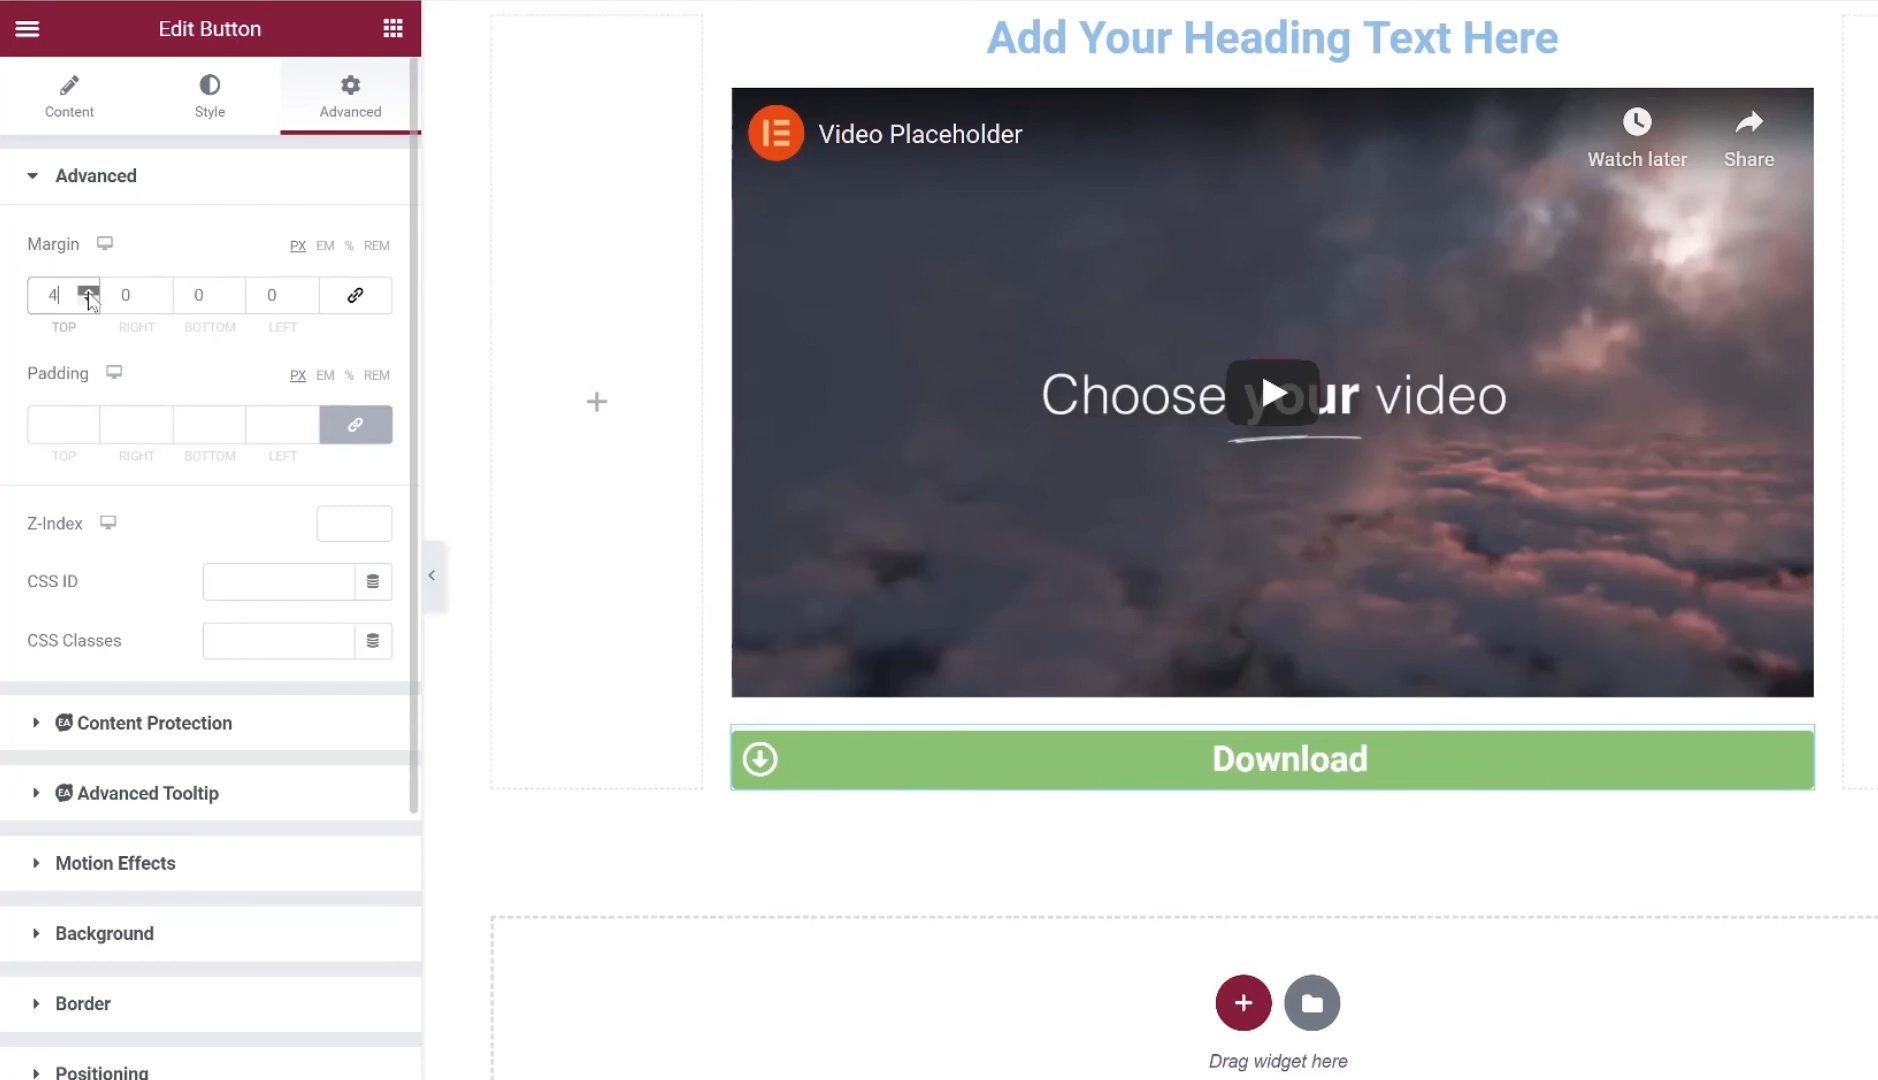 Edit Button
Content
Style
Advanced
Advanced
Margin
PX EM % REM
4 0 0 0
TOP RIGHT BOTTOM LEFT
Padding
PX EM % REM
TOP RIGHT BOTTOM LEFT
Z-Index
CSS ID
CSS Classes
EA Content Protection
EA Advanced Tooltip
Motion Effects
Background
Border
Positioning
Add Your Heading Text Here
Video Placeholder
Watch later
Share
Choose your video
Download
Drag widget here